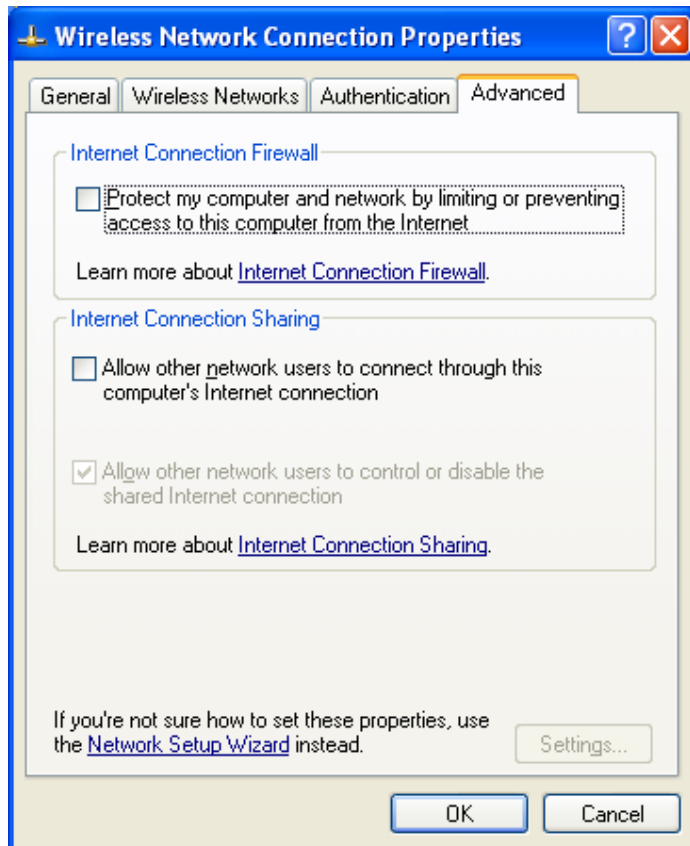 Wireless Network Connection Properties
General Wireless Networks Authentication Advanced
Internet Connection Firewall
Protect my computer and network by limiting or preventing
access to this computer from the Internet
Learn more about Internet Connection Firewall.
Internet Connection Sharing
Allow other network users to connect through this
computer's Internet connection
Allow other network users to control or disable the
shared Internet connection
Learn more about Internet Connection Sharing.
If you're not sure how to set these properties, use
the Network Setup Wizard instead.
Settings...
OK Cancel